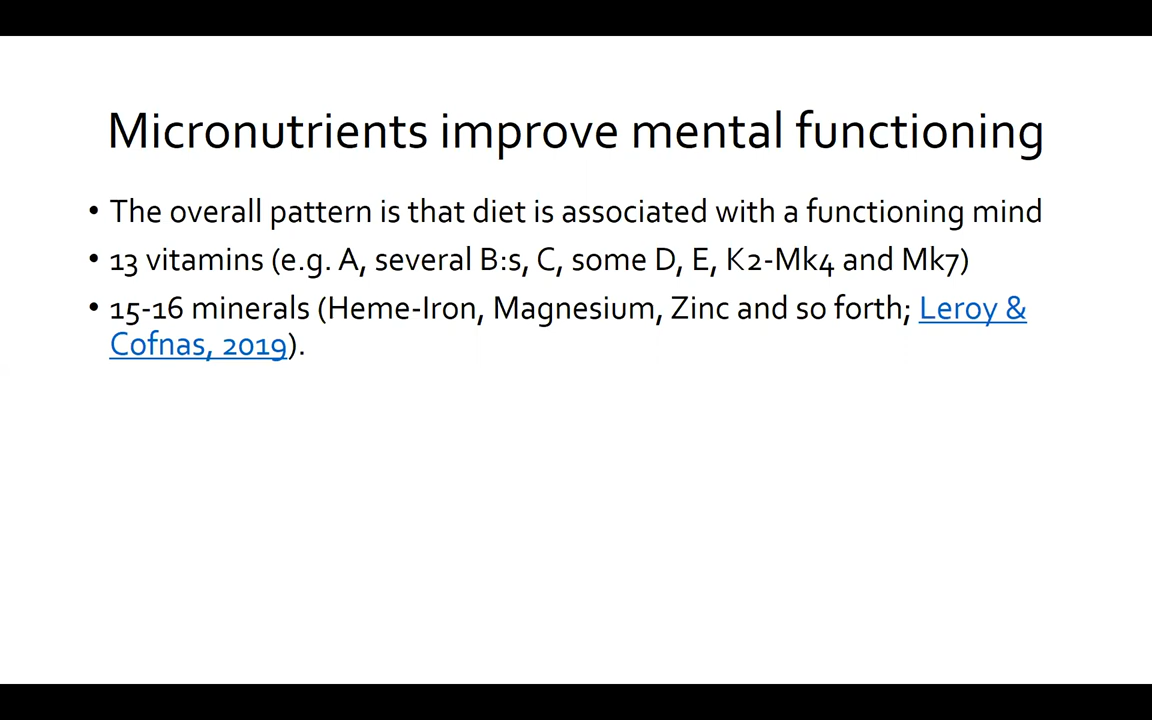 Micronutrients improve mental functioning
• The overall pattern is that diet is associated with a functioning mind
• 13 vitamins (e.g. A, several B:s, C, some D, E, K2-Mk4 and Mk7)
• 15-16 minerals (Heme-Iron, Magnesium, Zinc and so forth; Leroy &
Cofnas, 2019).